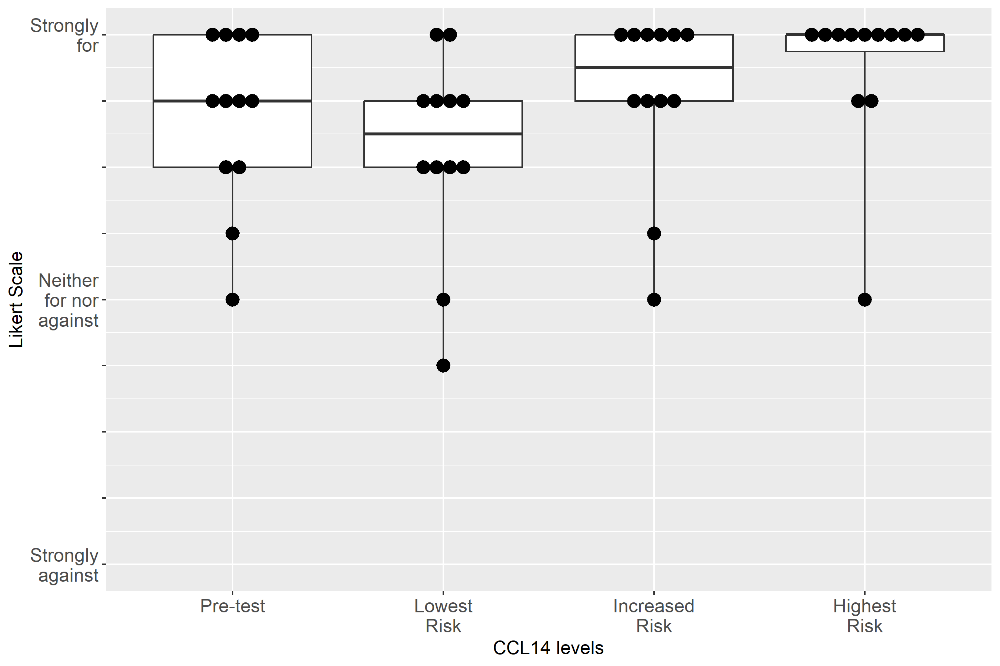 Strongly
for
Neither
for nor
against
Strongly
against
Likert Scale
Pre-test
Lowest
Risk
Increased
Risk
Highest
Risk
CCL14 levels